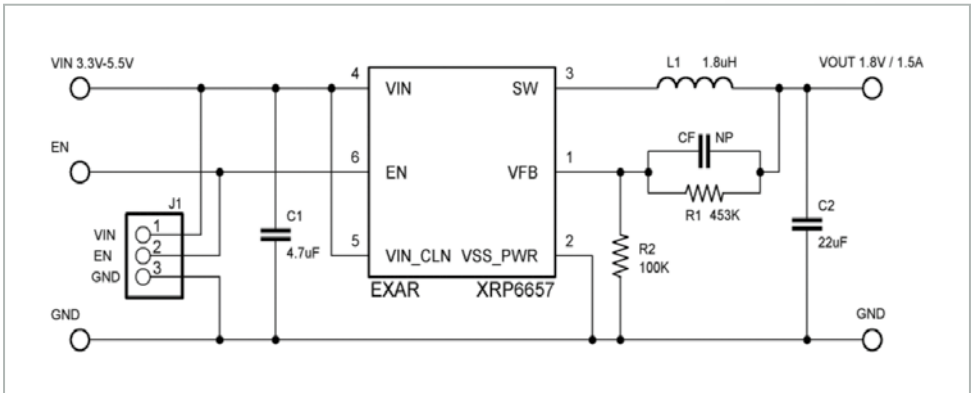 VIN 3.3V-5.5V
4
VIN
SW
3
L1 1.8uH
VOUT 1.8V / 1.5A
EN
6
EN
VFB
1
CF NP
R1 453K
J1
VIN 1
EN 2
GND 3
C1
4.7uF
5
VIN_CLN VSS_PWR
2
R2
100K
C2
22uF
EXAR XRP6657
GND
GND